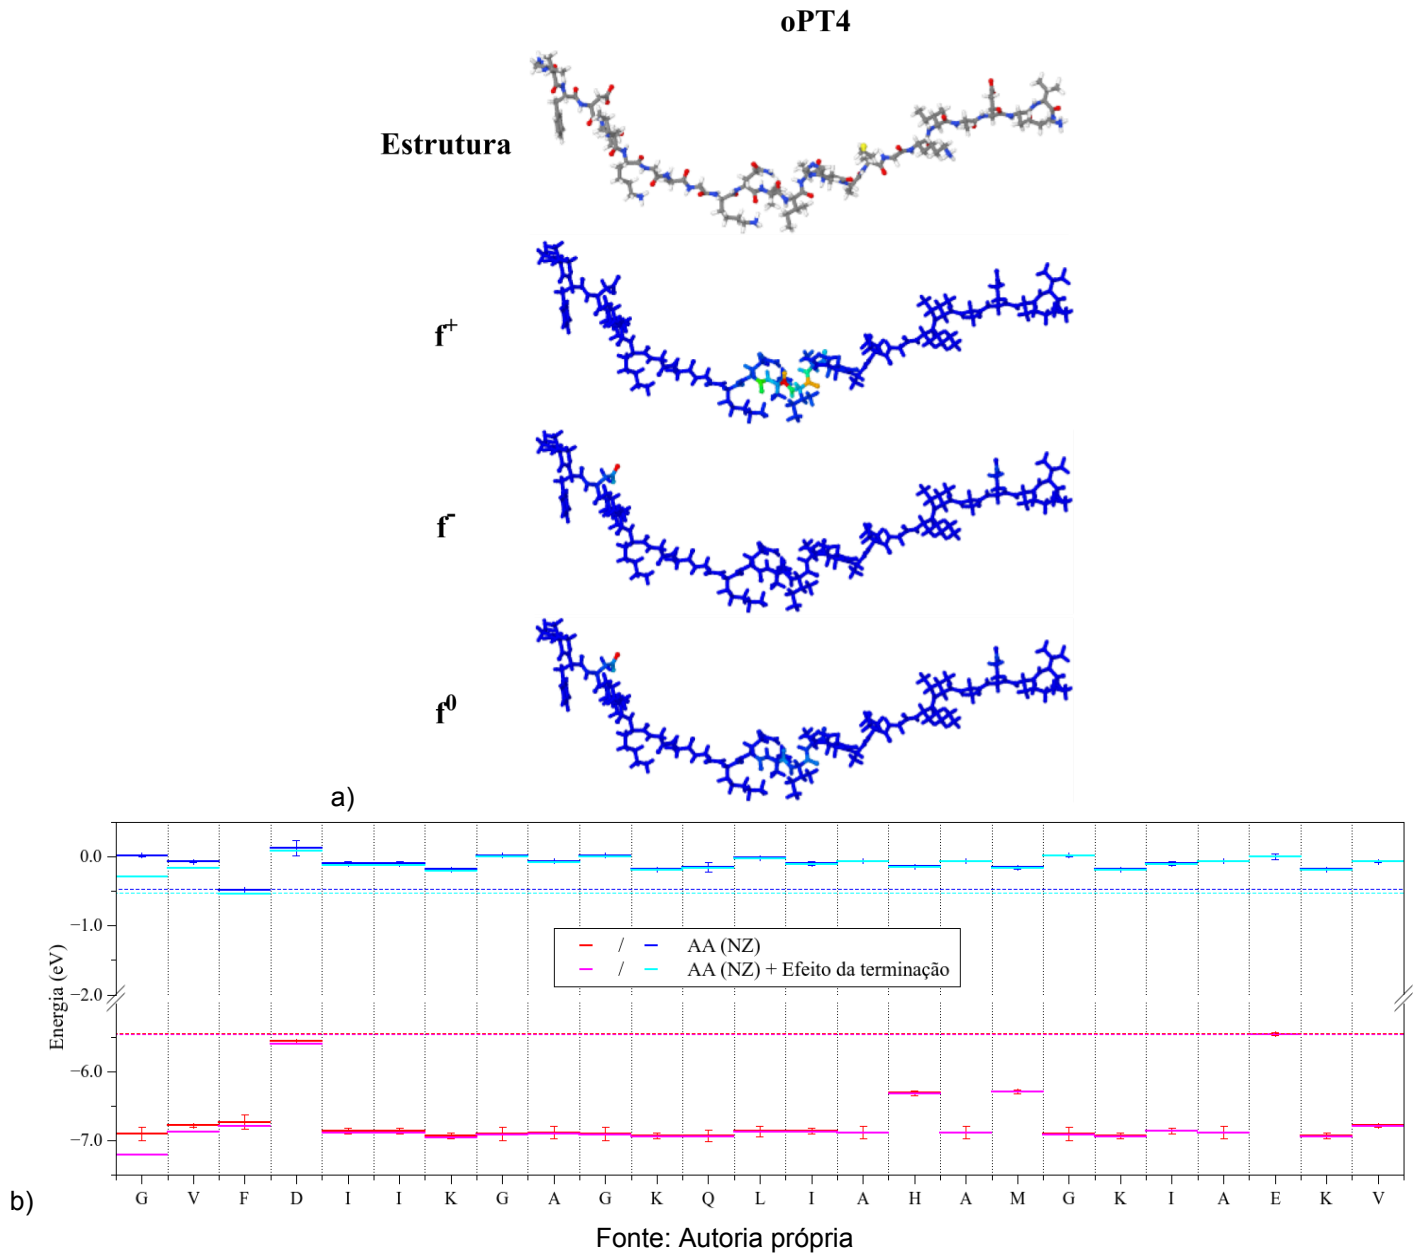 oPT4
Estrutura
f+
f-
f0
a)
0.0
−1.0
−2.0
−6.0
−7.0
Energia (eV)
/ AA (NZ)
/ AA (NZ) + Efeito da terminação
G V F D I I K G A G K Q L I A H A M G K I A E K V
b)
Fonte: Autoria própria